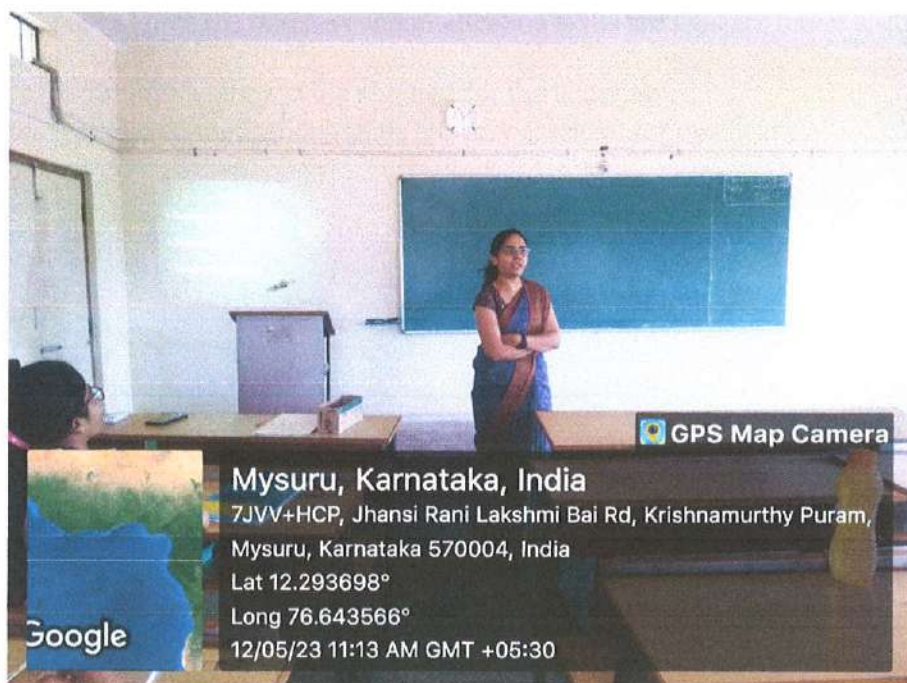 GPS Map Camera
Mysuru, Karnataka, India
7JVV+HCP, Jhansi Rani Lakshmi Bai Rd, Krishnamurthy Puram,
Mysuru, Karnataka 570004, India
Lat 12.293698°
Long 76.643566°
12/05/23 11:13 AM GMT +05:30
Google